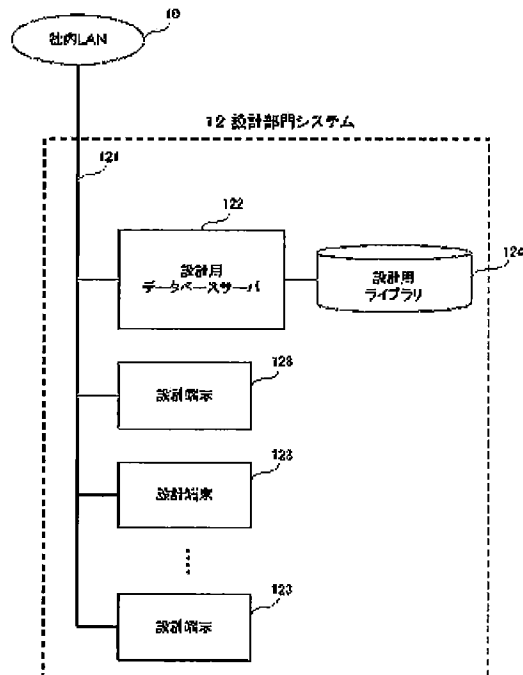 10
社内LAN
12 設計部門システム
121
122
設計用
データベースサーバ
124
設計用
ライブラリ
123
設計端末
123
設計端末
123
設計端末